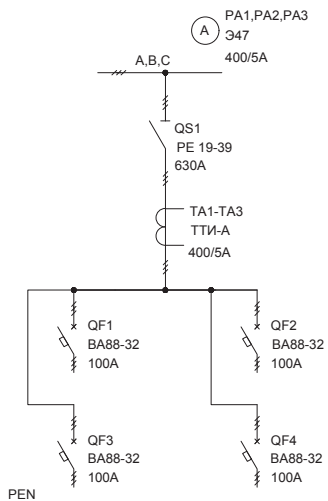 PA1,PA2,PA3
A
Э47
400/5A
A,B,C
QS1
РЕ 19-39
630A
TA1-TA3
ТТИ-А
400/5A
QF1
ВА88-32
100A
QF2
ВА88-32
100A
QF3
ВА88-32
100A
QF4
ВА88-32
100A
PEN